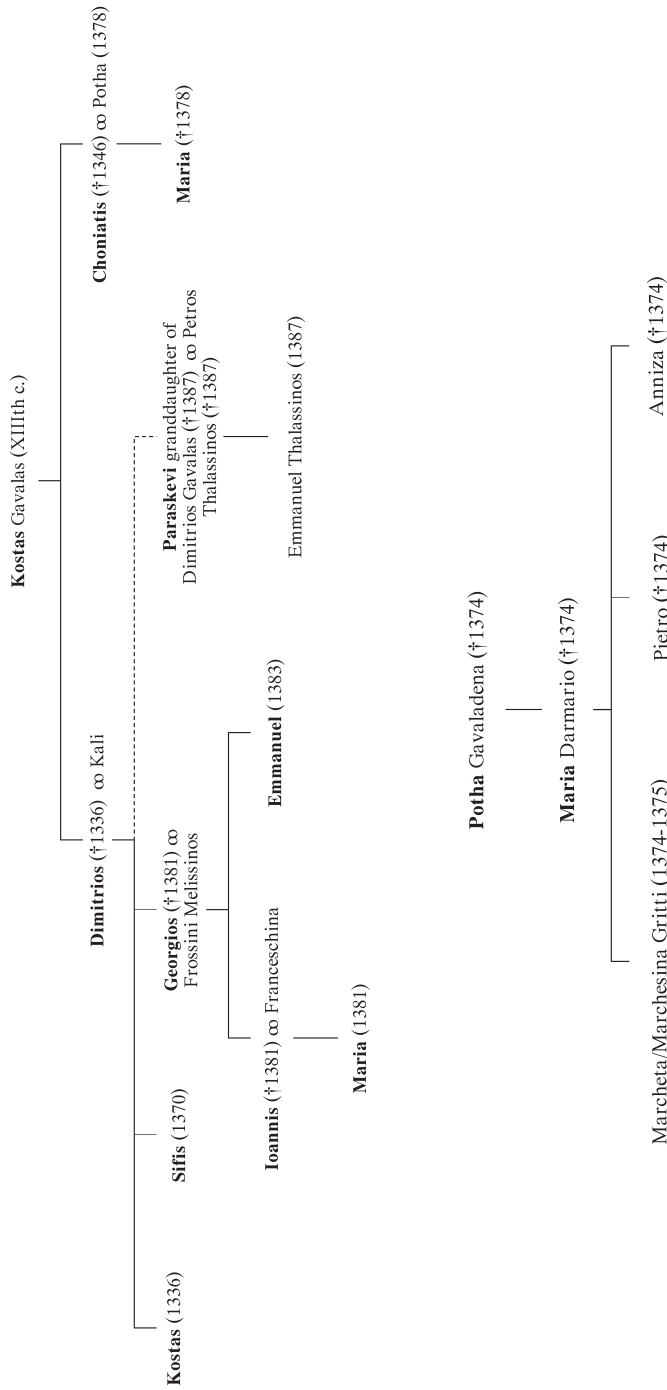 Kostas Gavalas (XIIIth c.)
Dimitrios (†1336) ∞ Kali
Choniatis (†1346) ∞ Potha (1378)
Kostas (1336)
Sifis (1370)
Georgios (†1381) ∞
Frossini Melissinos
Paraskevi granddaughter of
Dimitrios Gavalas (†1387) ∞ Petros
Thalassinos (†1387)
Maria (†1378)
Ioannis (†1381) ∞ Franceschina
Emmanuel (1383)
Emmanuel Thalassinos (1387)
Maria (1381)
Potha Gavaladena (†1374)
Maria Darmario (†1374)
Marcheta/Marchesina Gritti (1374-1375)
Pietro (†1374)
Anniza (†1374)